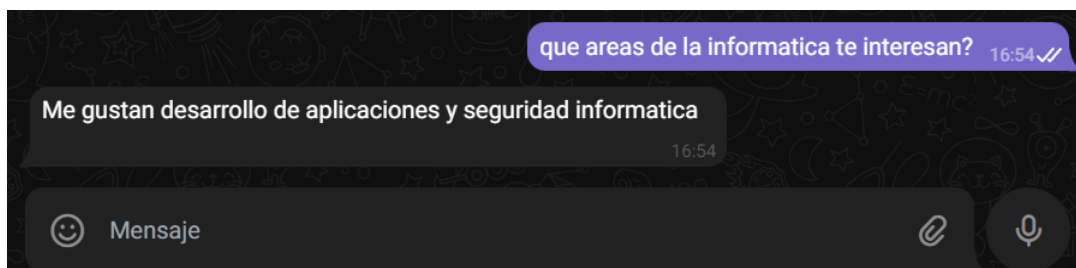 que areas de la informatica te interesan? 16:54
Me gustan desarrollo de aplicaciones y seguridad informatica
16:54
Mensaje